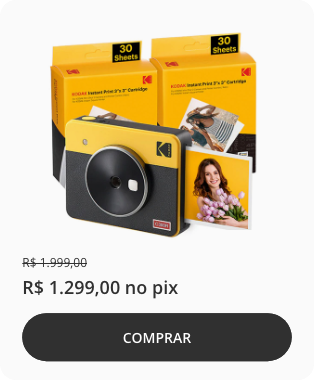 30
Sheets
30
Sheets
KODAK Instant Print 3"x 3" Cartridge
KODAK Instant Print 3"x 3" Cartridge
R$ 1.999,00
R$ 1.299,00 no pix
COMPRAR